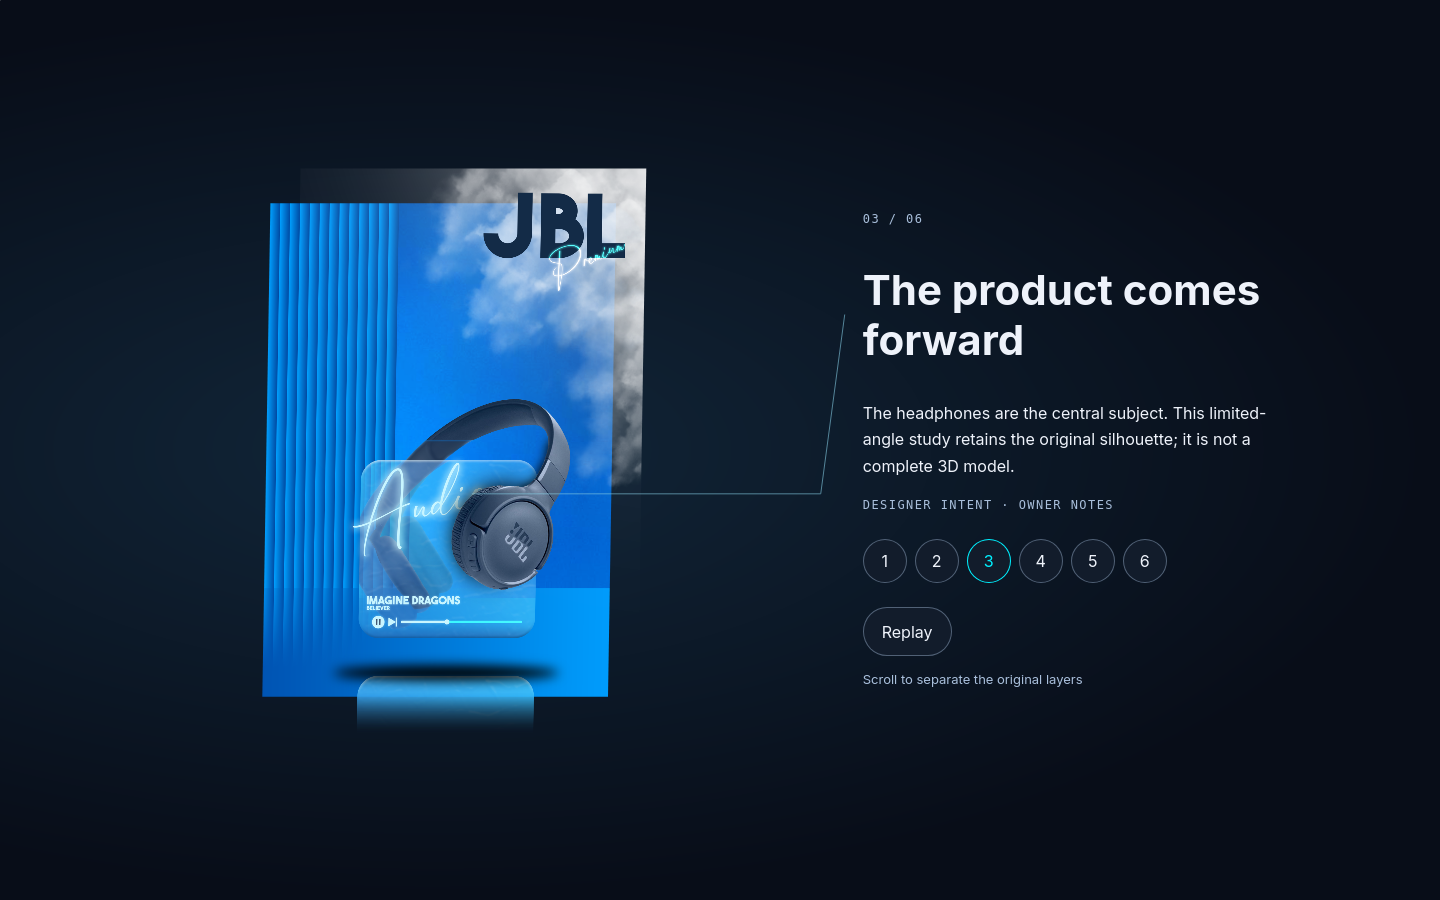 JBL
Premium
Audi
JBL
IMAGINE DRAGONS
BELIEVER
03 / 06
The product comes
forward
The headphones are the central subject. This limited-
angle study retains the original silhouette; it is not a
complete 3D model.
DESIGNER INTENT · OWNER NOTES
1 2 3 4 5 6
Replay
Scroll to separate the original layers